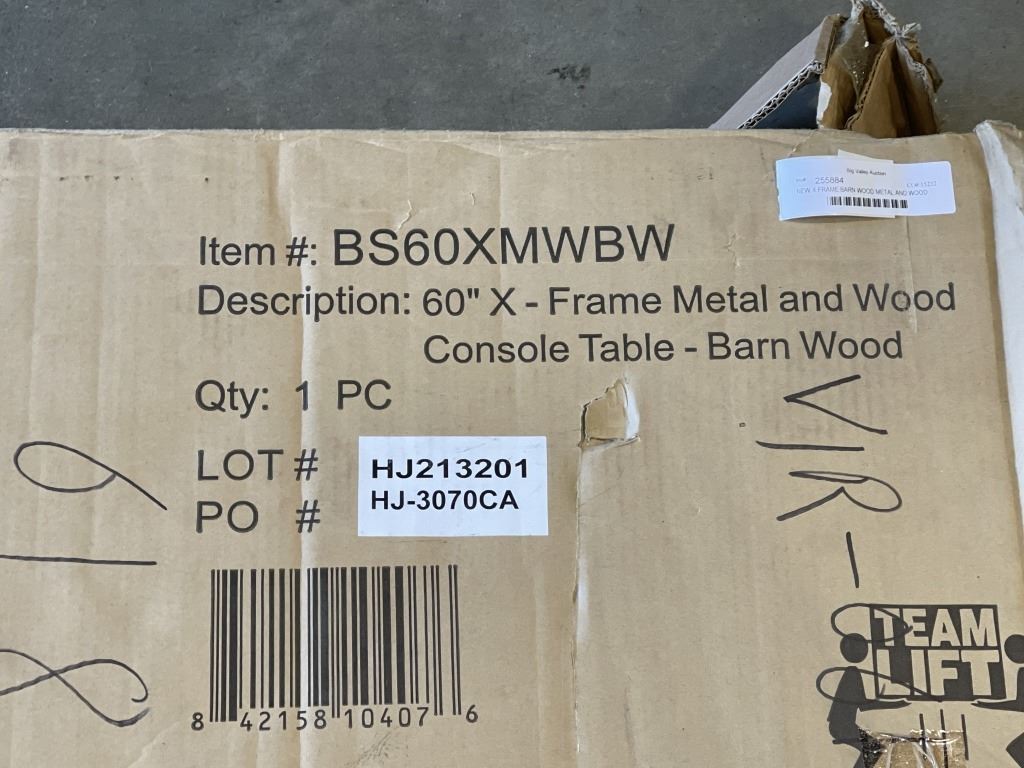 Big Valley Auction
255884
NEW X FRAME BARN WOOD METAL AND WOOD
Item #: BS60XMWBW
Description: 60" X - Frame Metal and Wood
Console Table - Barn Wood
Qty: 1 PC
LOT #
HJ213201
PO #
HJ-3070CA
8 42158 10407 6
VIR-
TEAM
LIFT